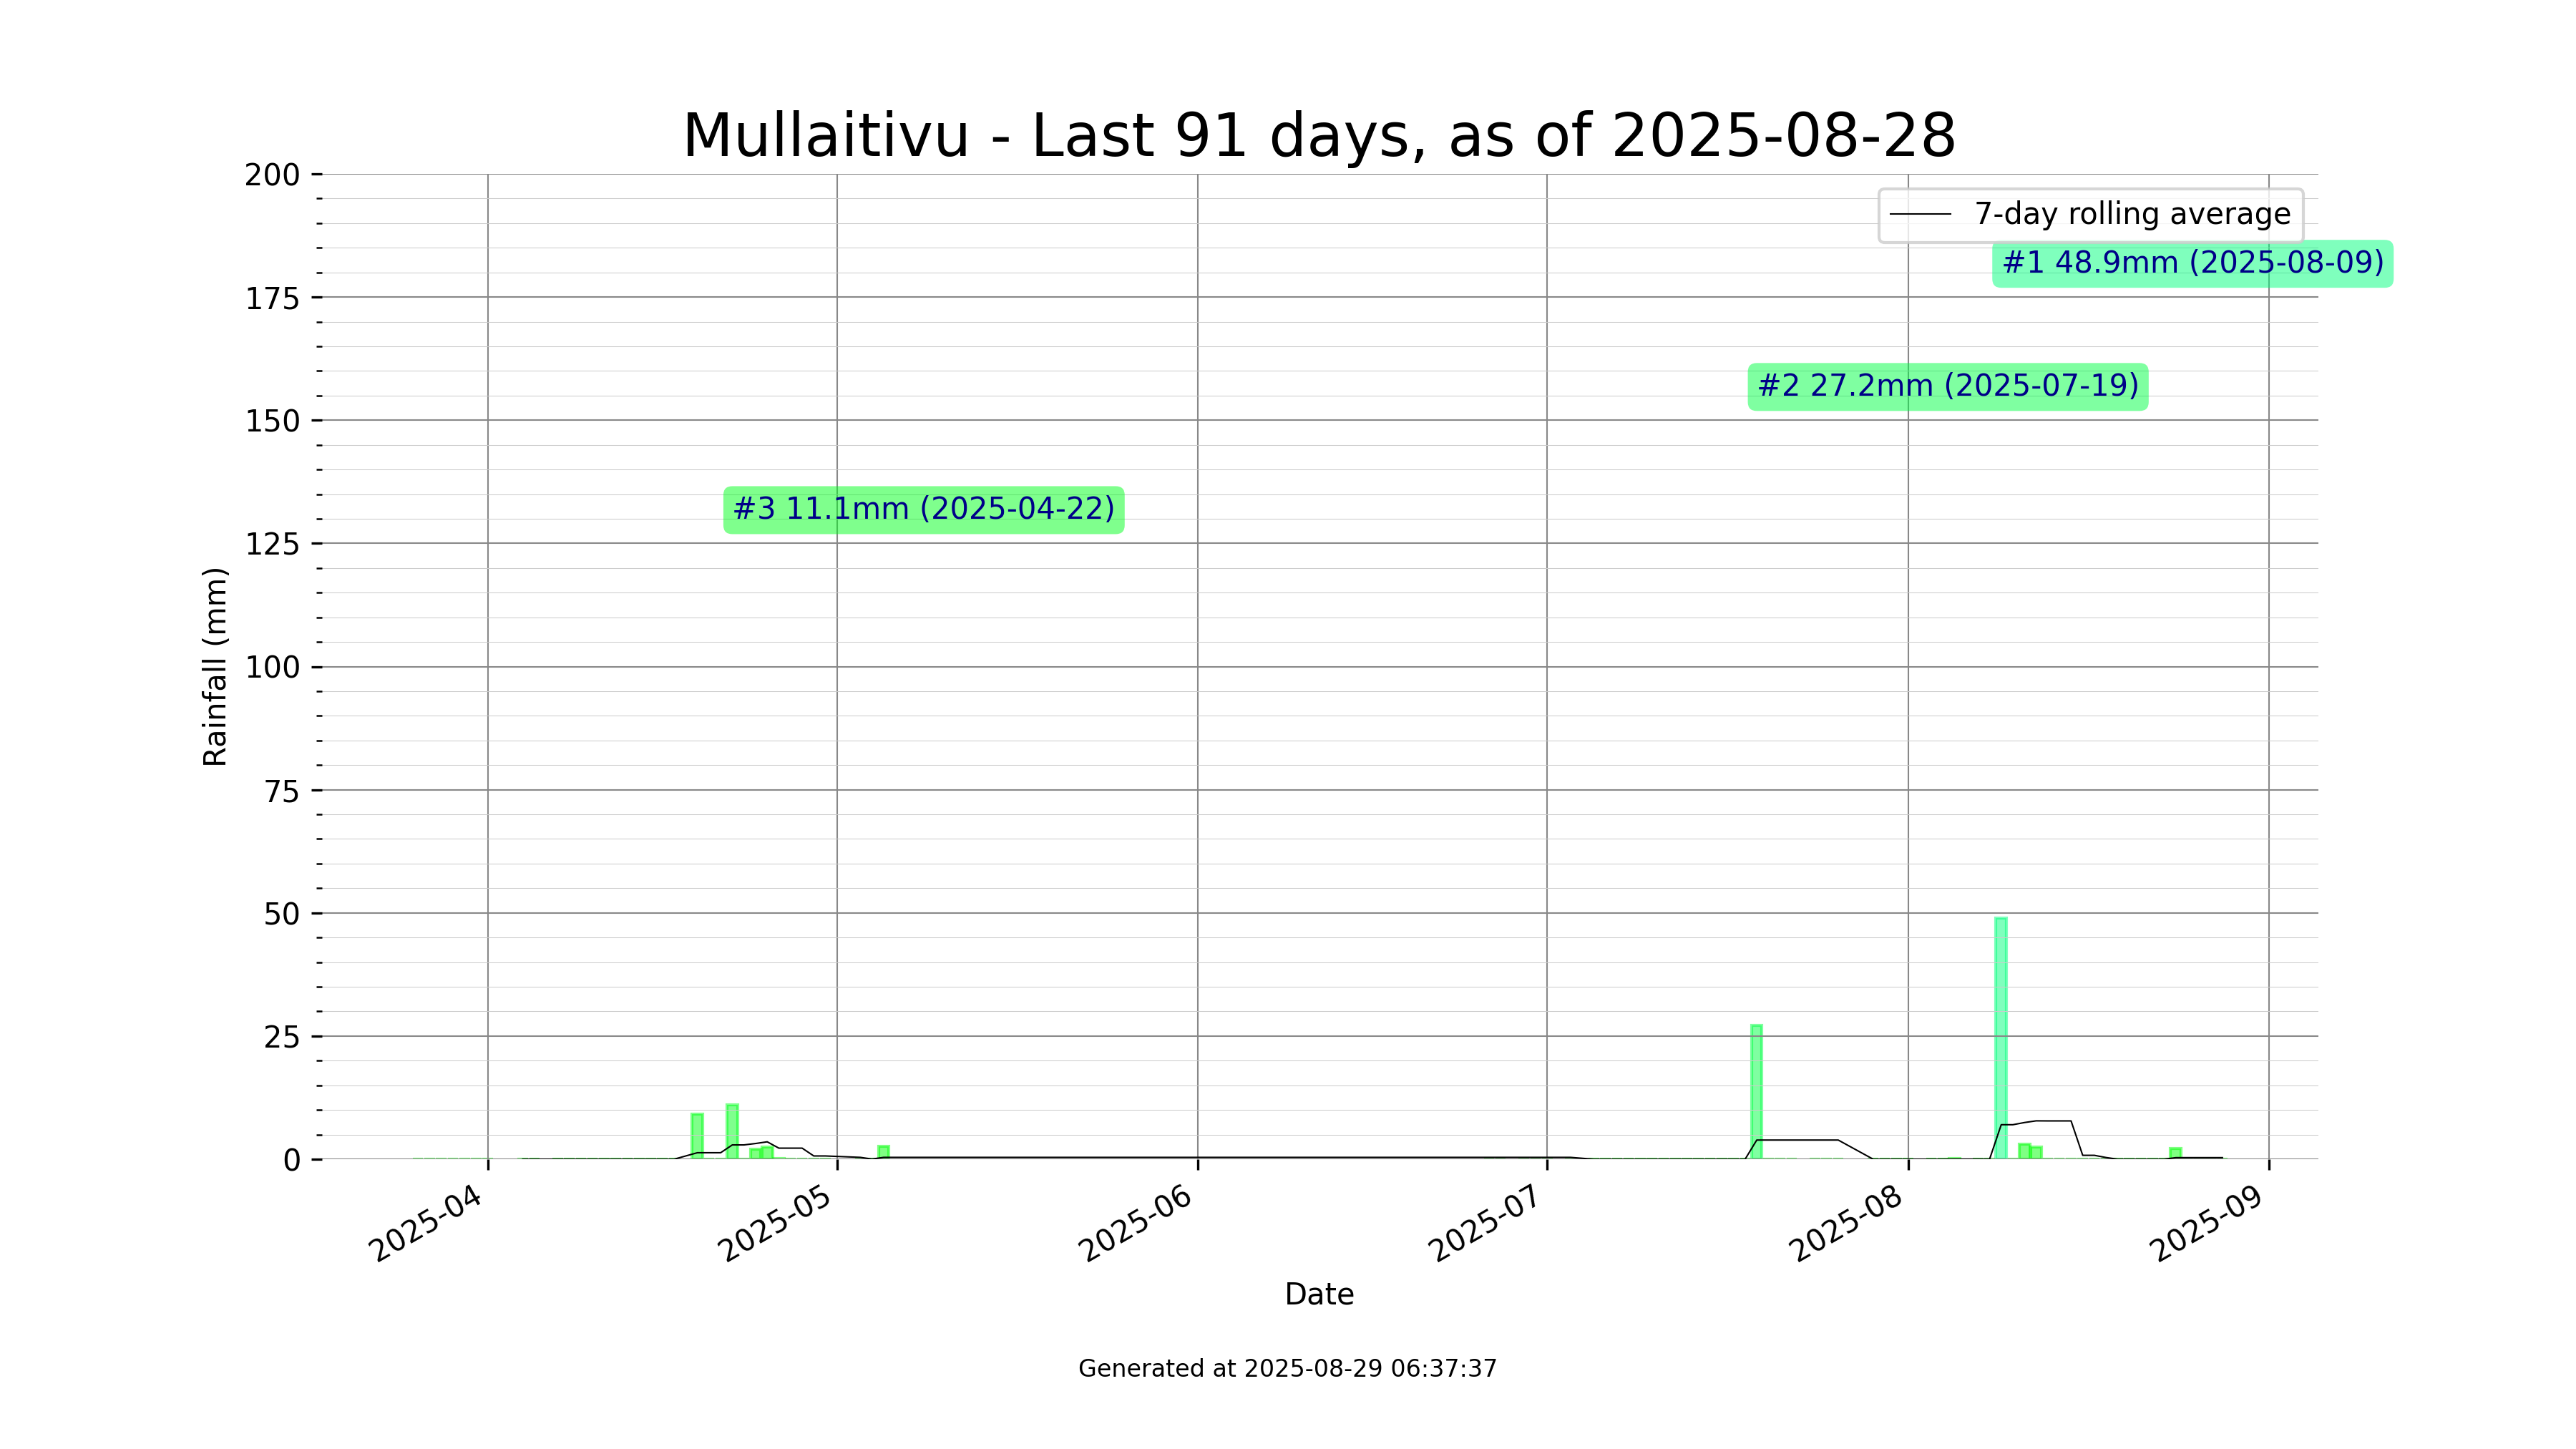 Mullaitivu - Last 91 days, as of 2025-08-28
200
175
150
125
100
75
50
25
0
Rainfall (mm)
7-day rolling average
#1 48.9mm (2025-08-09)
#2 27.2mm (2025-07-19)
#3 11.1mm (2025-04-22)
2025-04
2025-05
2025-06
2025-07
2025-08
2025-09
Date
Generated at 2025-08-29 06:37:37